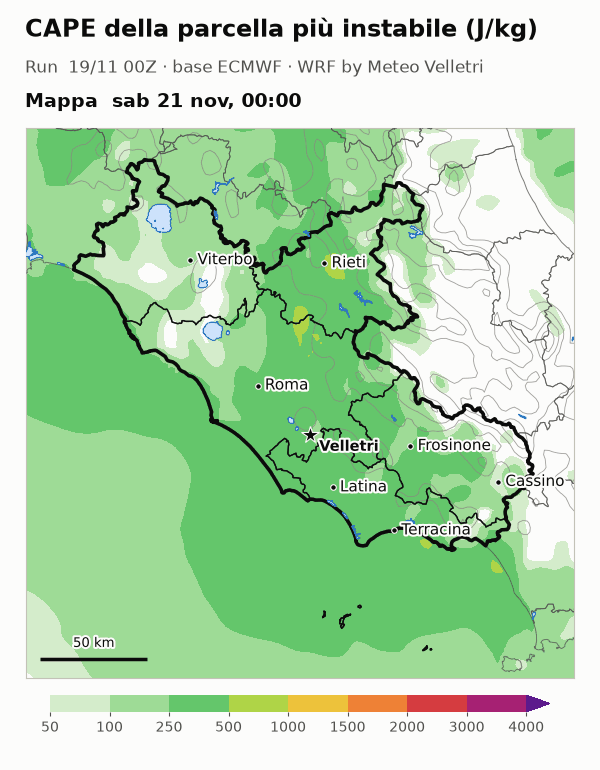 CAPE della parcella più instabile (J/kg)
Run  19/11 00Z · base ECMWF · WRF by Meteo Velletri
Mappa  sab 21 nov, 00:00
Viterbo
Rieti
Roma
Velletri
Frosinone
Latina
Cassino
Terracina
50 km
50 100 250 500 1000 1500 2000 3000 4000